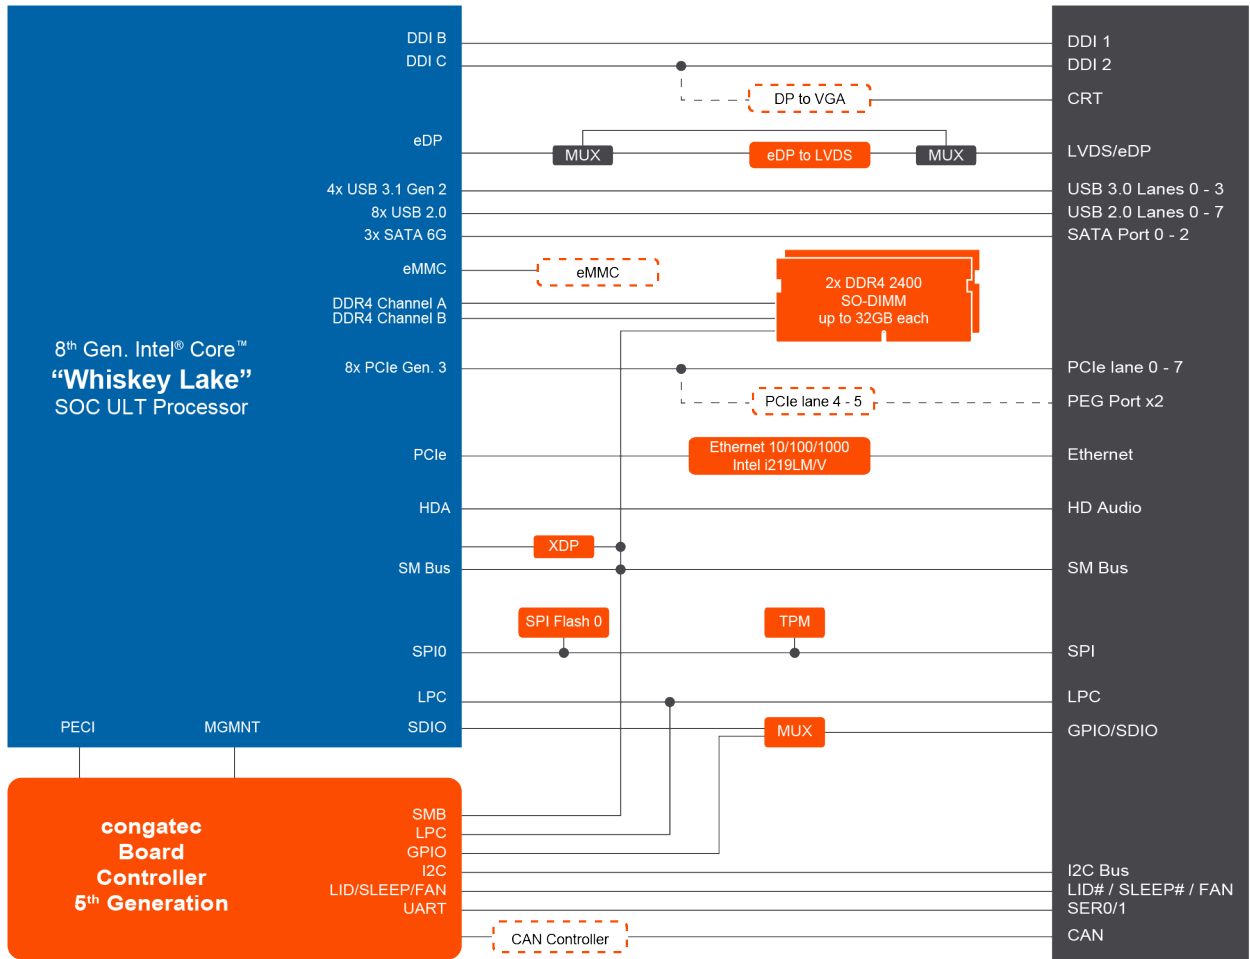 DDI B
DDI C
eDP
4x USB 3.1 Gen 2
8x USB 2.0
3x SATA 6G
eMMC
DDR4 Channel A
DDR4 Channel B
8th Gen. Intel® Core™
“Whiskey Lake”
SOC ULT Processor
8x PCIe Gen. 3
PCIe
HDA
SM Bus
SPI0
LPC
SDIO
PECI
MGMNT
congatec
Board
Controller
5th Generation
SMB
LPC
GPIO
I2C
LID/SLEEP/FAN
UART
DP to VGA
MUX
eDP to LVDS
MUX
eMMC
2x DDR4 2400
SO-DIMM
up to 32GB each
PCIe lane 4 - 5
Ethernet 10/100/1000
Intel i219LM/V
XDP
SPI Flash 0
TPM
MUX
CAN Controller
DDI 1
DDI 2
CRT
LVDS/eDP
USB 3.0 Lanes 0 - 3
USB 2.0 Lanes 0 - 7
SATA Port 0 - 2
PCIe lane 0 - 7
PEG Port x2
Ethernet
HD Audio
SM Bus
SPI
LPC
GPIO/SDIO
I2C Bus
LID# / SLEEP# / FAN
SER0/1
CAN